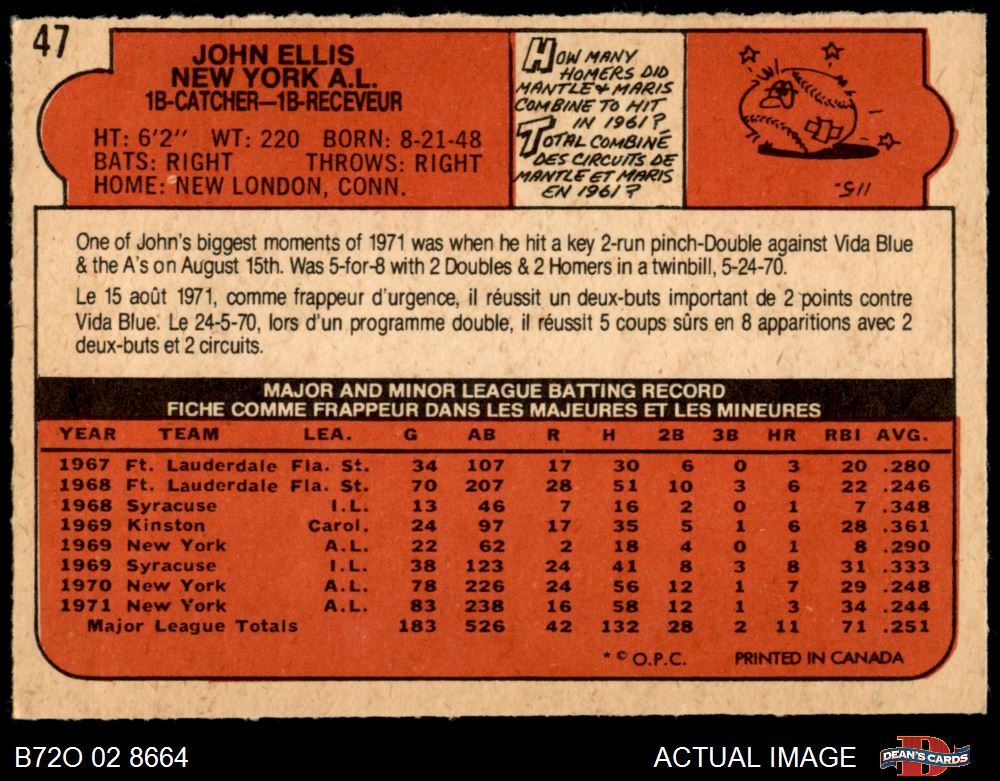 47
JOHN ELLIS
NEW YORK A.L.
1B-CATCHER—1B-RECEVEUR
HT: 6'2" WT: 220 BORN: 8-21-48
BATS: RIGHT THROWS: RIGHT
HOME: NEW LONDON, CONN.
HOW MANY
HOMERS DID
MANTLE & MARIS
COMBINE TO HIT
IN 1961?
TOTAL COMBINÉ
DES CIRCUITS DE
MANTLE ET MARIS
EN 1961?
115.
One of John's biggest moments of 1971 was when he hit a key 2-run pinch-Double against Vida Blue
& the A's on August 15th. Was 5-for-8 with 2 Doubles & 2 Homers in a twinbill, 5-24-70.
Le 15 août 1971, comme frappeur d'urgence, il réussit un deux-buts important de 2 points contre
Vida Blue. Le 24-5-70, lors d'un programme double, il réussit 5 coups sûrs en 8 apparitions avec 2
deux-buts et 2 circuits.
MAJOR AND MINOR LEAGUE BATTING RECORD
FICHE COMME FRAPPEUR DANS LES MAJEURES ET LES MINEURES
YEAR TEAM LEA. G AB R H 2B 3B HR RBI AVG.
1967 Ft. Lauderdale Fla. St. 34 107 17 30 6 0 3 20 .280
1968 Ft. Lauderdale Fla. St. 70 207 28 51 10 3 6 22 .246
1968 Syracuse I.L. 13 46 7 16 2 0 1 7 .348
1969 Kinston Carol. 24 97 17 35 5 1 6 28 .361
1969 New York A.L. 22 62 2 18 4 0 1 8 .290
1969 Syracuse I.L. 38 123 24 41 8 3 8 31 .333
1970 New York A.L. 78 226 24 56 12 1 7 29 .248
1971 New York A.L. 83 238 16 58 12 1 3 34 .244
Major League Totals 183 526 42 132 28 2 11 71 .251
* © O.P.C. PRINTED IN CANADA
B72O 02 8664 ACTUAL IMAGE DEAN'S CARDS